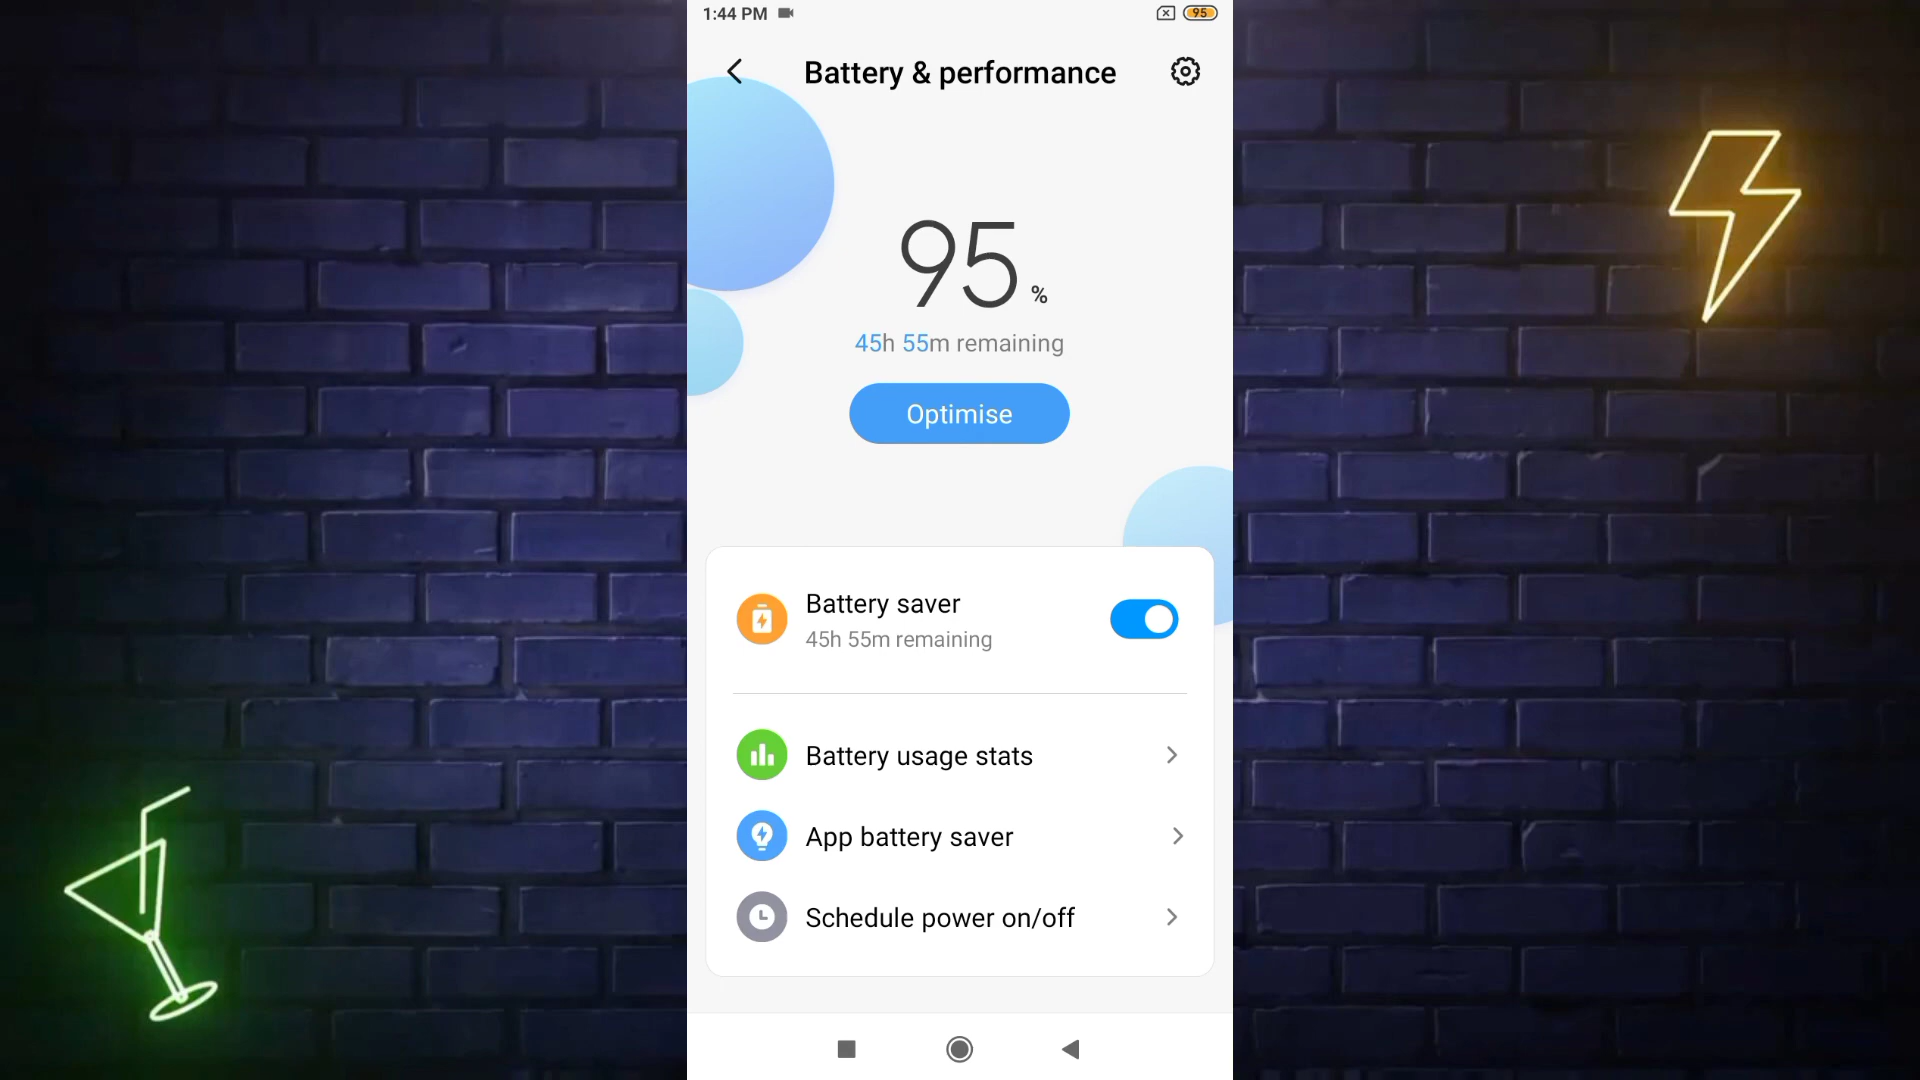 1:44 PM
95
Battery & performance
95 %
45h 55m remaining
Optimise
Battery saver
45h 55m remaining
Battery usage stats
App battery saver
Schedule power on/off